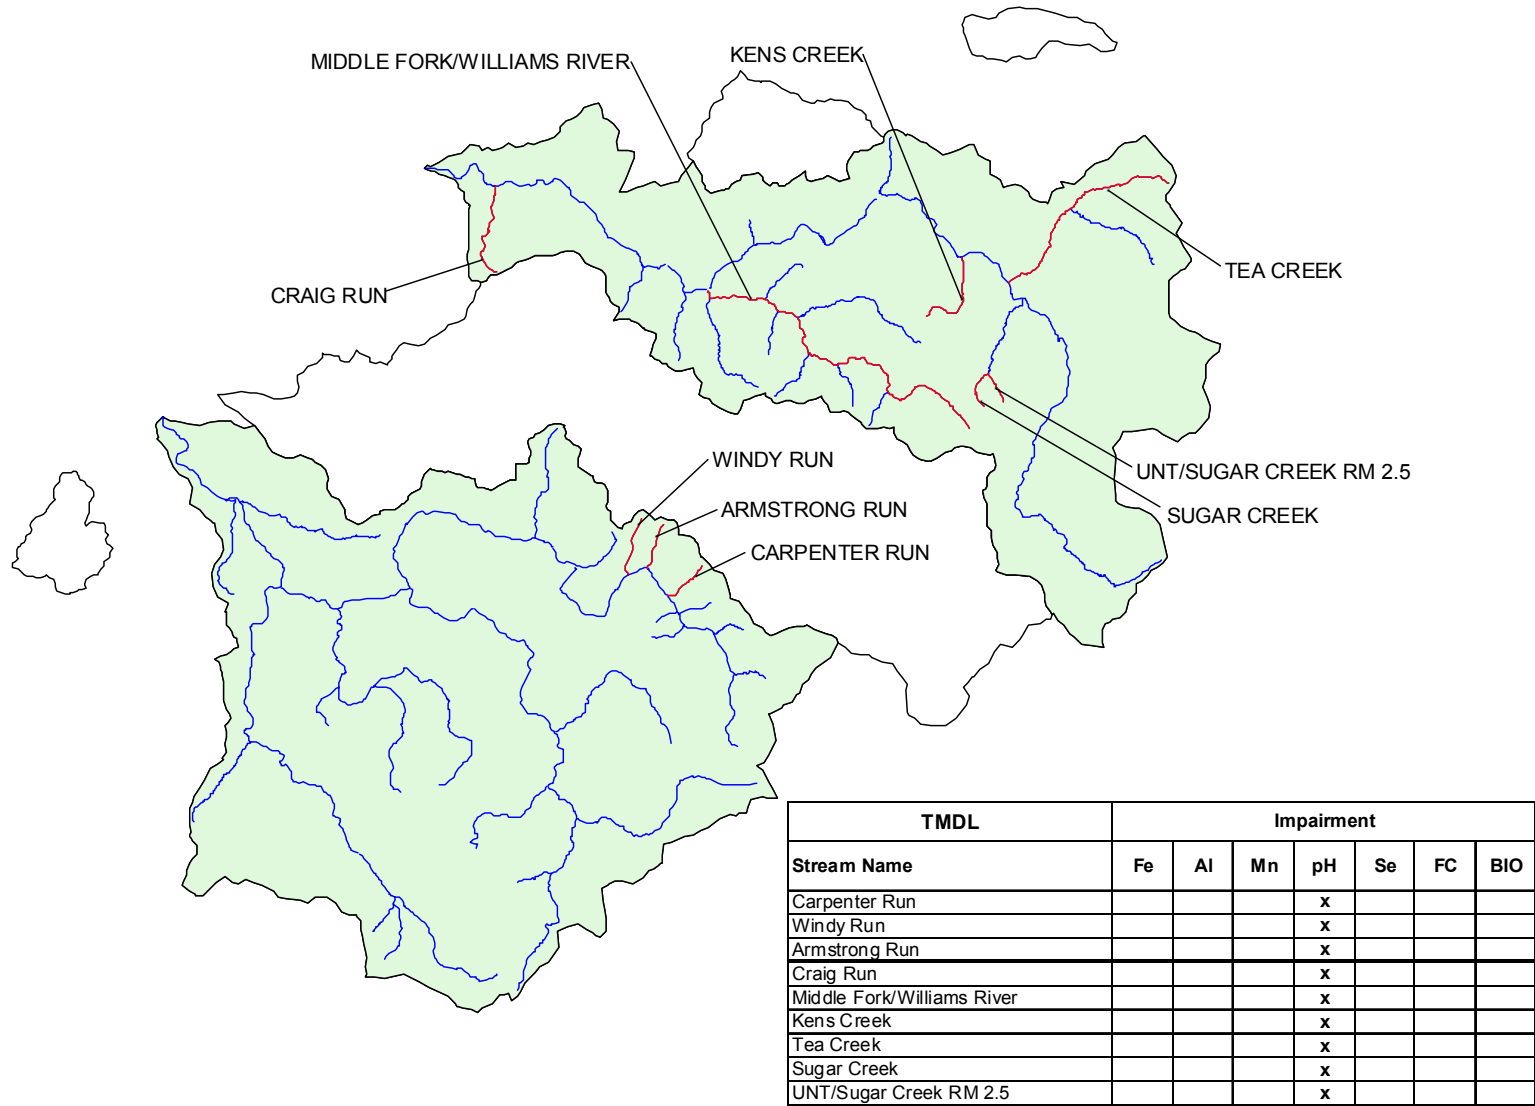 MIDDLE FORK/WILLIAMS RIVER
KENS CREEK
TEA CREEK
CRAIG RUN
WINDY RUN
UNT/SUGAR CREEK RM 2.5
ARMSTRONG RUN
SUGAR CREEK
CARPENTER RUN
TMDL Impairment
Stream Name Fe Al Mn pH Se FC BIO
Carpenter Run x
Windy Run x
Armstrong Run x
Craig Run x
Middle Fork/Williams River x
Kens Creek x
Tea Creek x
Sugar Creek x
UNT/Sugar Creek RM 2.5 x